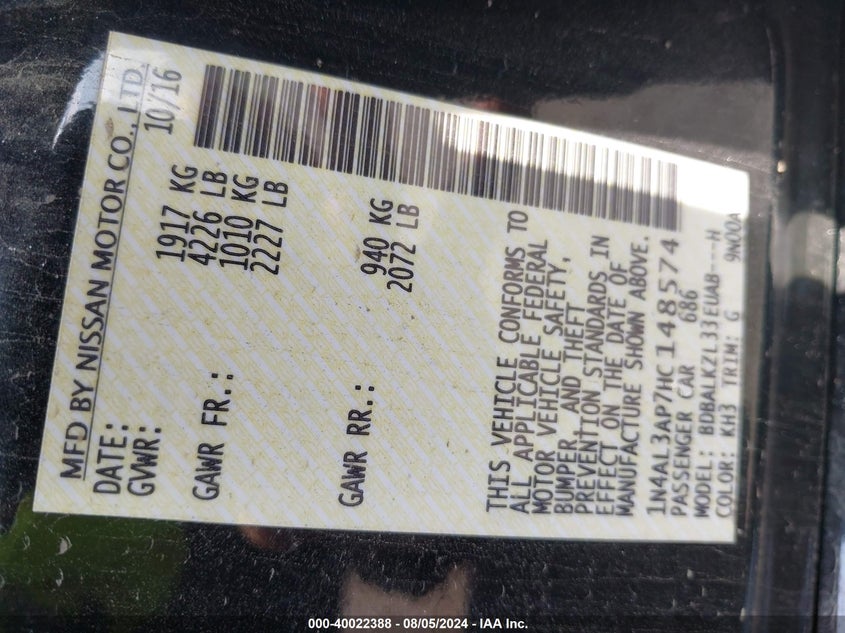 MFD BY NISSAN MOTOR CO., LTD.
DATE: 10/16
GVWR: 1917 KG
4226 LB
GAWR FR.: 1010 KG
2227 LB
GAWR RR.: 940 KG
2072 LB
THIS VEHICLE CONFORMS TO
ALL APPLICABLE FEDERAL
MOTOR VEHICLE SAFETY,
BUMPER, AND THEFT
PREVENTION STANDARDS IN
EFFECT ON THE DATE OF
MANUFACTURE SHOWN ABOVE.
1N4AL3AP7HC148574
PASSENGER CAR 686
MODEL: BDBALKZL33EUAB---H
COLOR: KH3 TRIM: G 9N00A
000-40022388 - 08/05/2024 - IAA Inc.